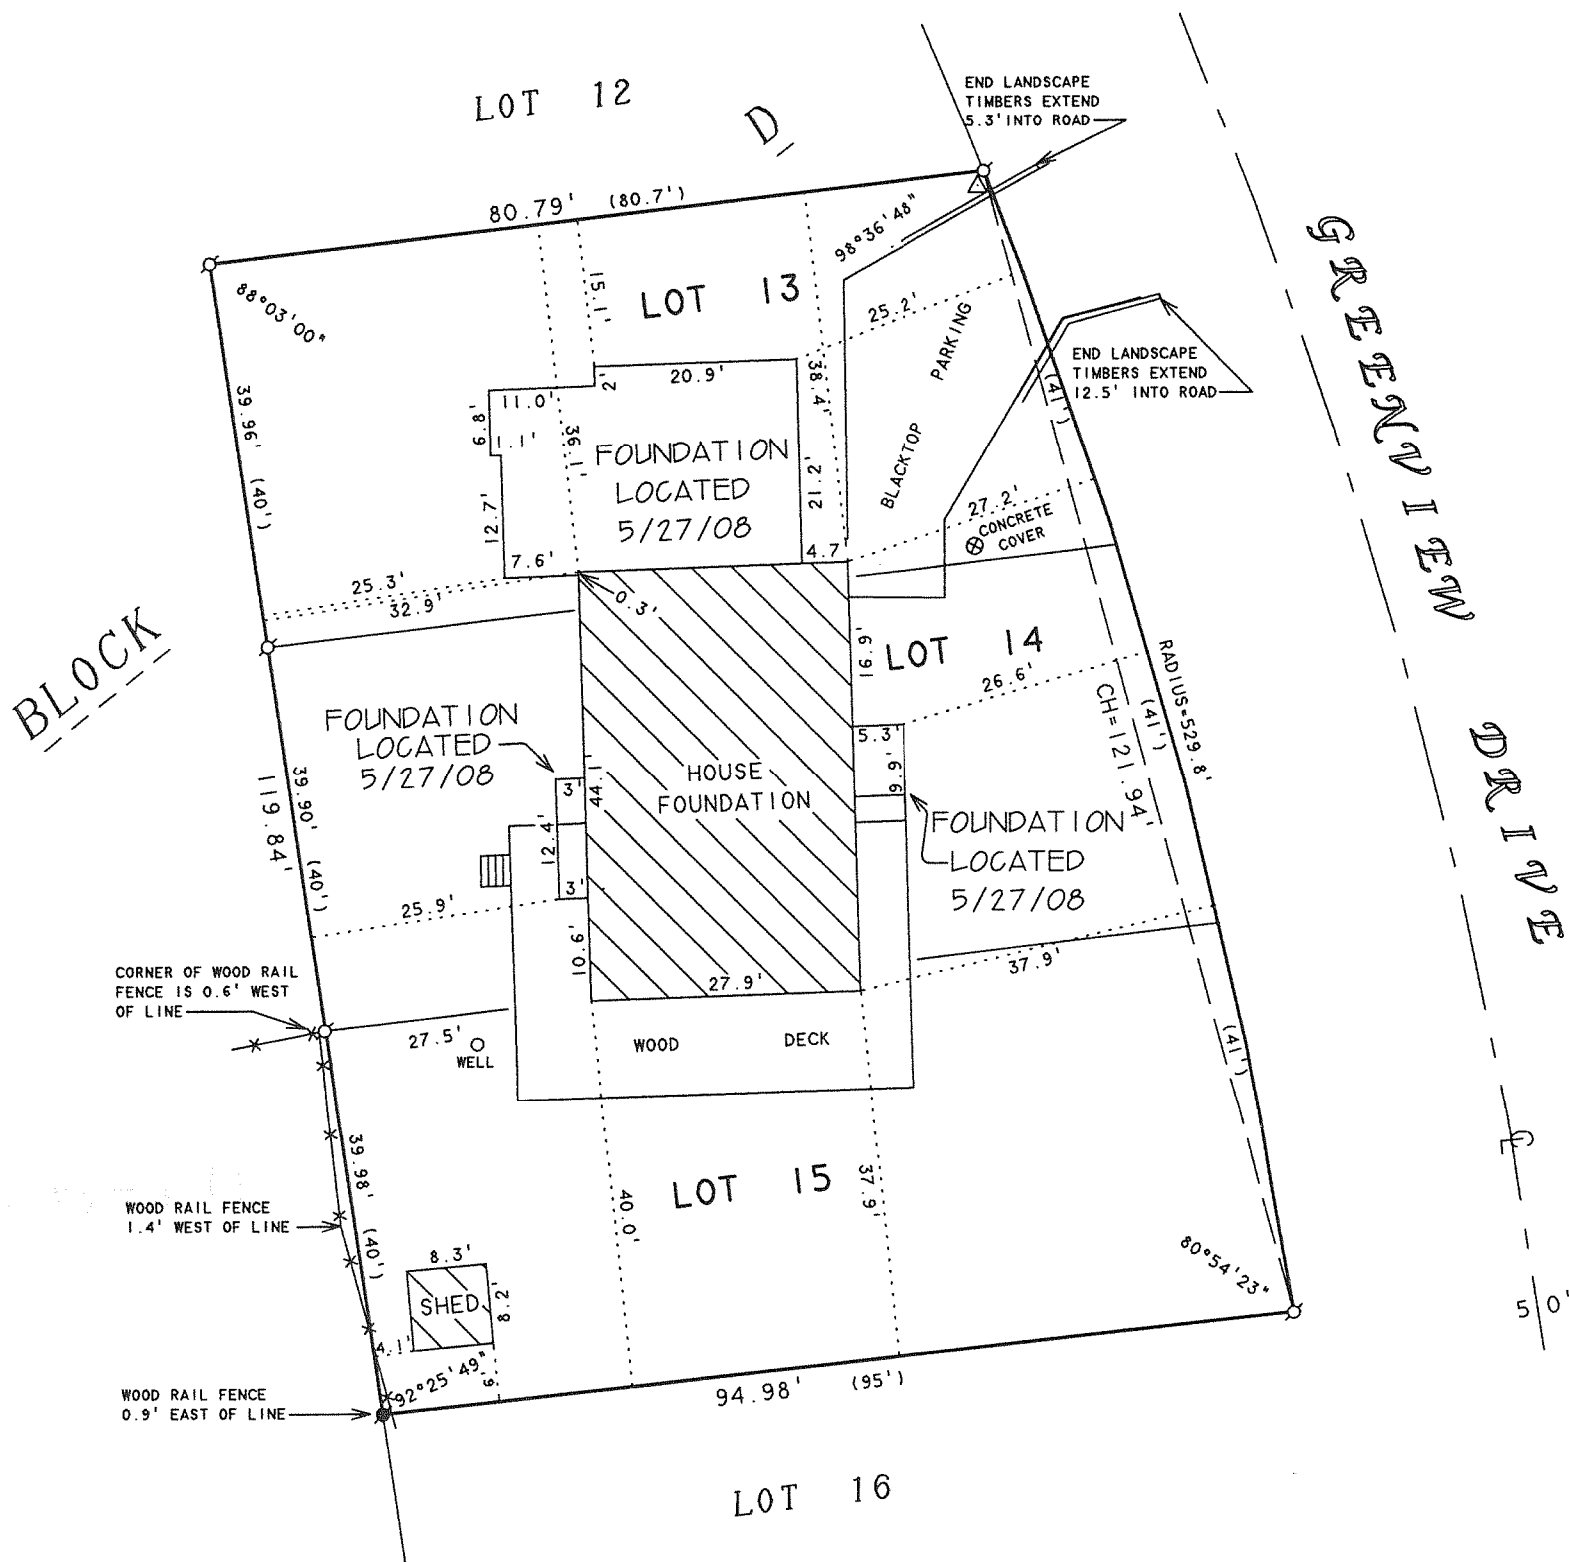 LOT 12
D
END LANDSCAPE
TIMBERS EXTEND
5.3' INTO ROAD
80.79' (80.7')
98°36'48"
88°03'00"
15.1'
LOT 13
25.2'
PARKING
BLACKTOP
GREENVIEW DRIVE
END LANDSCAPE
TIMBERS EXTEND
12.5' INTO ROAD
(41')
39.96' (40')
2'
20.9'
38.4'
11.0'
6.8'
1.1'
36.1'
FOUNDATION
LOCATED
5/27/08
21.2'
12.7'
7.6'
4.7'
27.2'
CONCRETE
COVER
25.3'
32.9'
0.3'
BLOCK
16.9'
LOT 14
26.6'
RADIUS=529.8'
(41')
CH=121.94'
FOUNDATION
LOCATED
5/27/08
39.90' (40')
119.84'
3'
44.1'
HOUSE
FOUNDATION
5.3'
9.9'
FOUNDATION
LOCATED
5/27/08
12.4'
3'
25.9'
10.6'
27.9'
37.9'
CORNER OF WOOD RAIL
FENCE IS 0.6' WEST
OF LINE
27.5'
WELL
WOOD DECK
(41')
39.98' (40')
LOT 15
40.0'
37.9'
WOOD RAIL FENCE
1.4' WEST OF LINE
8.3'
SHED
8.2'
80°54'23"
50'
4.1'
92°25'49"
WOOD RAIL FENCE
0.9' EAST OF LINE
94.98' (95')
LOT 16